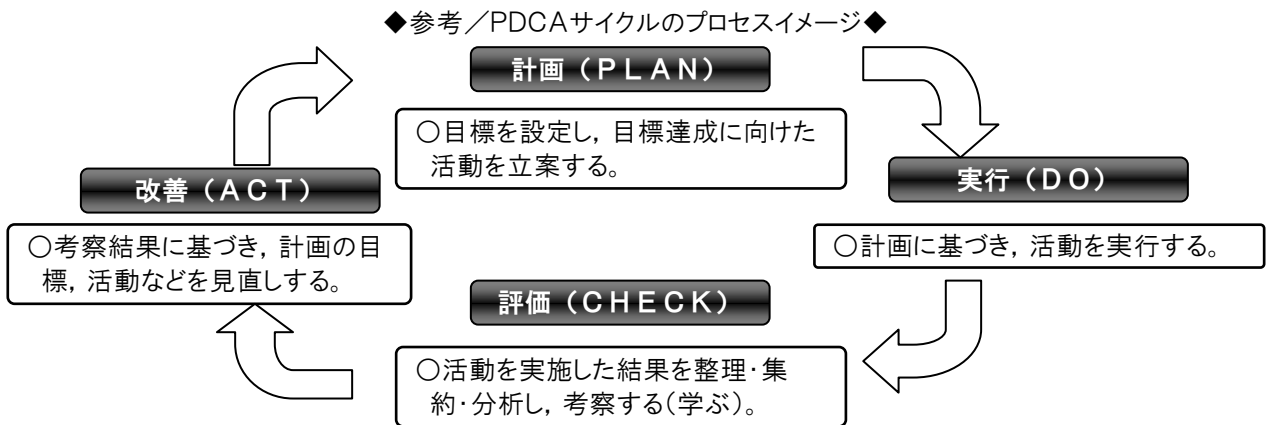 ◆参考／PDCAサイクルのプロセスイメージ◆
計画（ＰＬＡＮ）
○目標を設定し，目標達成に向けた
活動を立案する。
実行（ＤＯ）
○計画に基づき，活動を実行する。
評価（ＣＨＥＣＫ）
○活動を実施した結果を整理・集
約・分析し，考察する（学ぶ）。
改善（ＡＣＴ）
○考察結果に基づき，計画の目
標，活動などを見直しする。